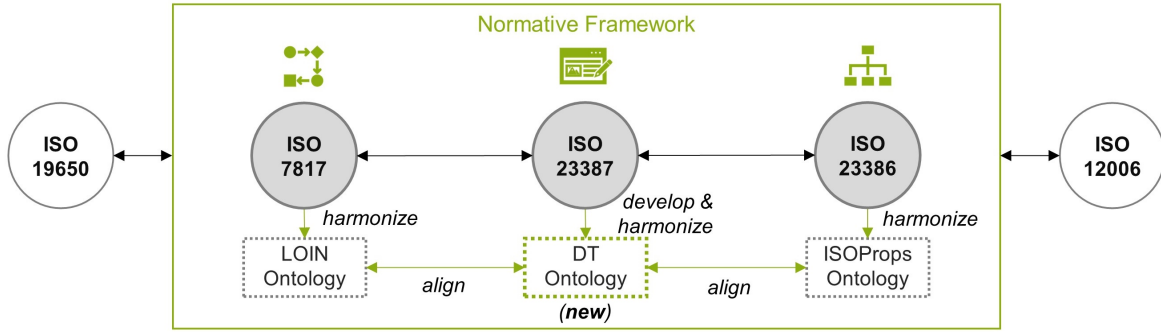 Normative Framework
ISO
19650
ISO
7817
ISO
23387
ISO
23386
ISO
12006
harmonize
develop &
harmonize
harmonize
LOIN
Ontology
align
DT
Ontology
(new)
align
ISOProps
Ontology